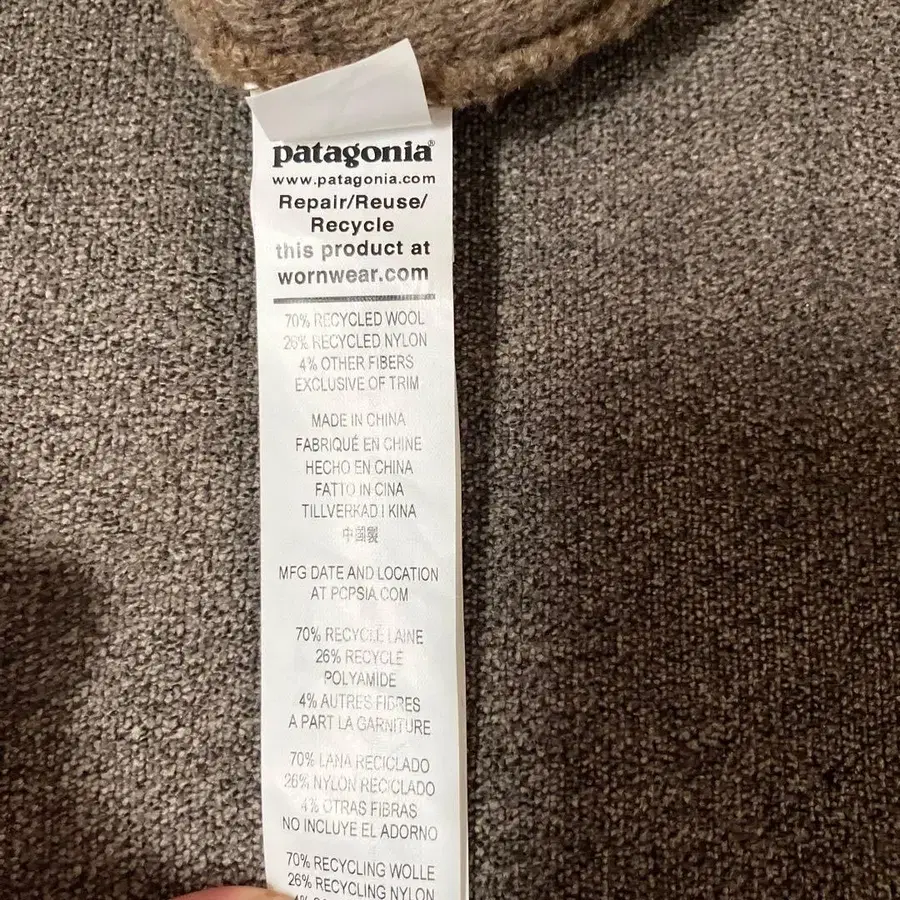 patagonia®
www.patagonia.com
Repair/Reuse/
Recycle
this product at
wornwear.com
70% RECYCLED WOOL
26% RECYCLED NYLON
4% OTHER FIBERS
EXCLUSIVE OF TRIM
MADE IN CHINA
FABRIQUÉ EN CHINE
HECHO EN CHINA
FATTO IN CINA
TILLVERKAD I KINA
中国製
MFG DATE AND LOCATION
AT PCPSIA.COM
70% RECYCLÉ LAINE
26% RECYCLÉ
POLYAMIDE
4% AUTRES FIBRES
A PART LA GARNITURE
70% LANA RECICLADO
26% NYLON RECICLADO
4% OTRAS FIBRAS
NO INCLUYE EL ADORNO
70% RECYCLING WOLLE
26% RECYCLING NYLON